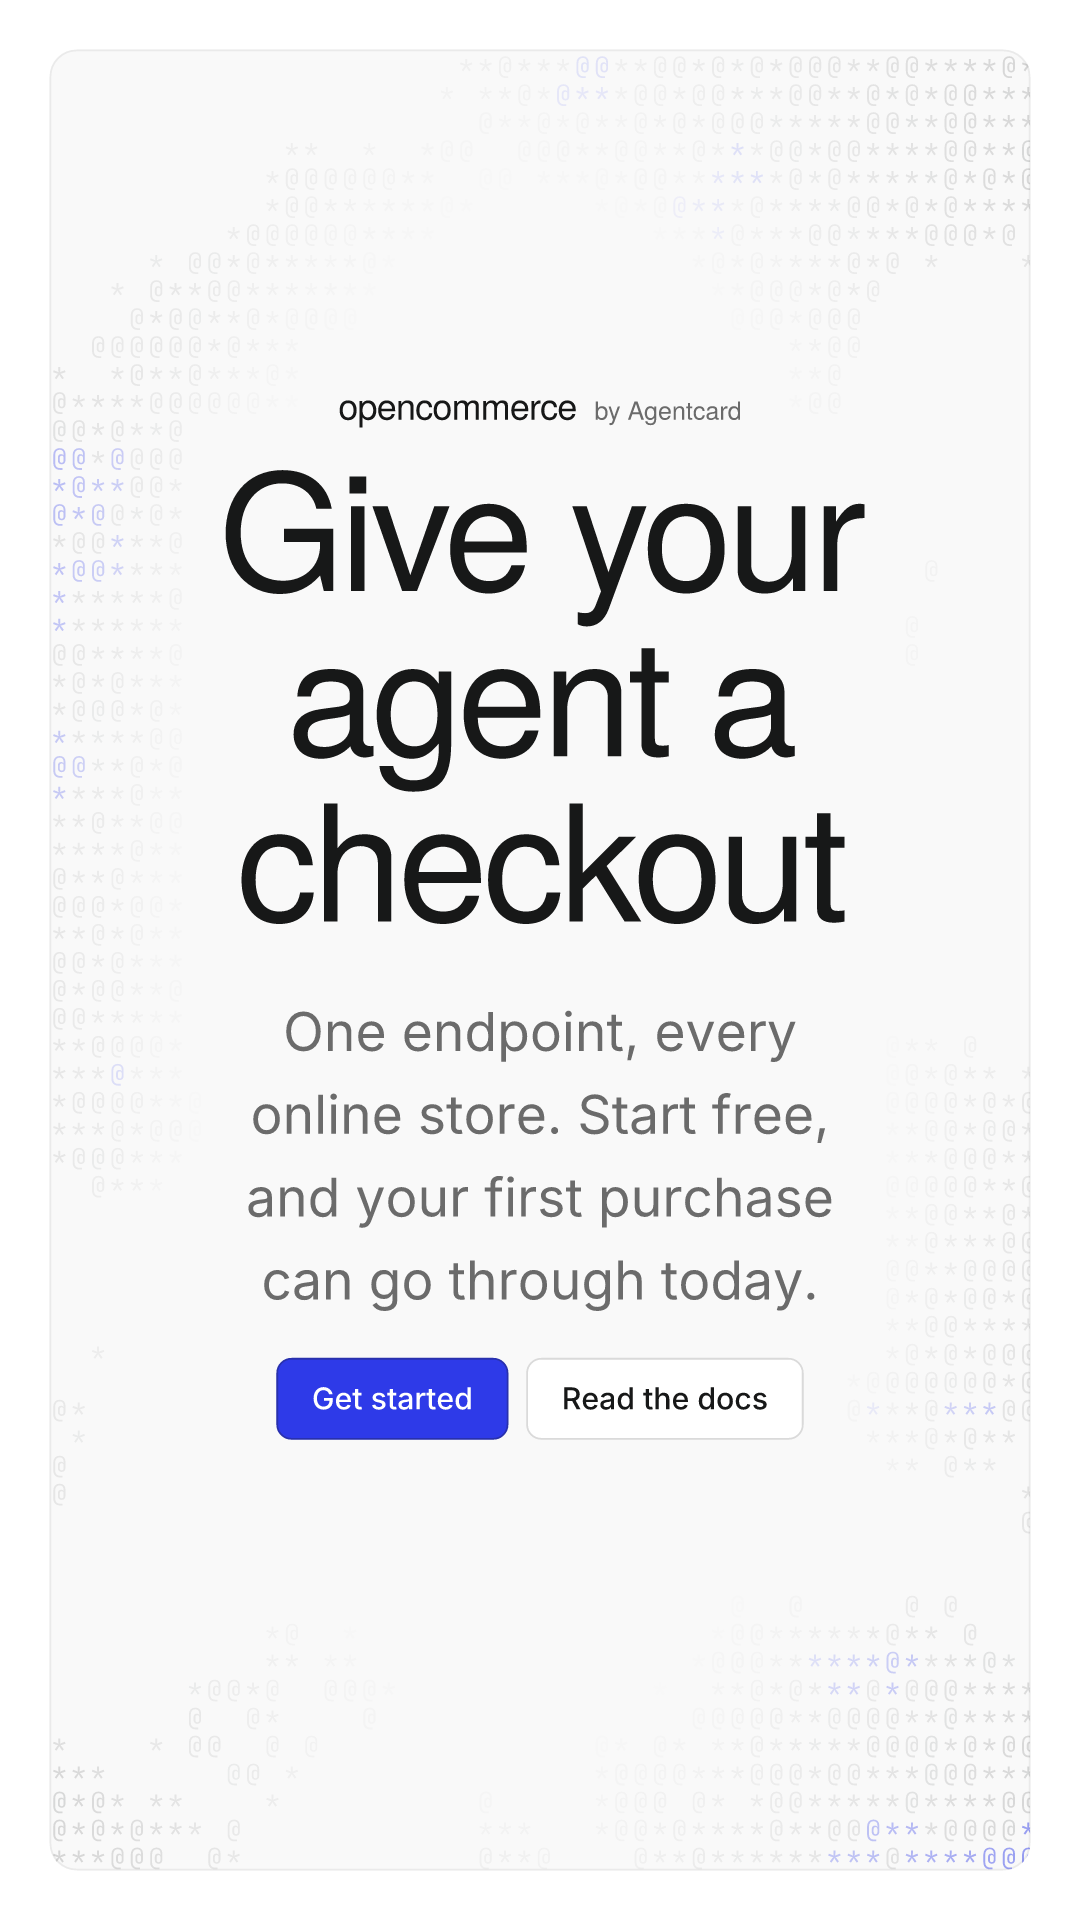 opencommerce by Agentcard
Give your
agent a
checkout
One endpoint, every
online store. Start free,
and your first purchase
can go through today.
Get started Read the docs